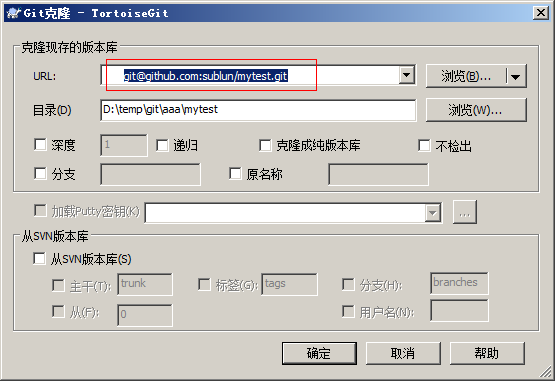 Git克隆 - TortoiseGit
克隆现存的版本库
URL: git@github.com:sublun/mytest.git 浏览(B)...
目录(D) D:\temp\git\aaa\mytest 浏览(W)...
深度 1 递归 克隆成纯版本库 不检出
分支 原名称
加载Putty密钥(K) ...
从SVN版本库
从SVN版本库(S)
主干(T): trunk 标签(G): tags 分支(H): branches
从(F): 0 用户名(N):
确定 取消 帮助